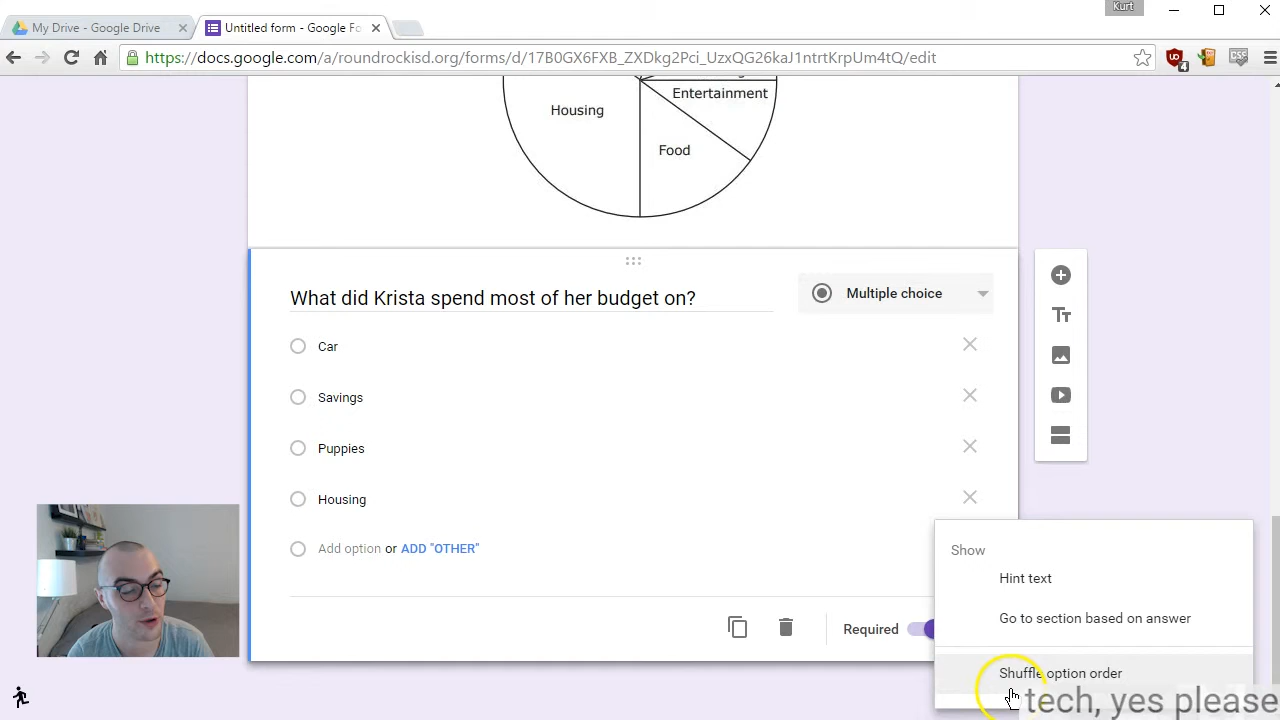 Kurt
My Drive - Google Drive
Untitled form - Google Fo
https://docs.google.com/a/roundrockisd.org/forms/d/17B0GX6FXB_ZXDkg2Pci_UzxQG26kaJ1ntrtKrpUm4tQ/edit
4
CSS
Entertainment
Housing
Food
What did Krista spend most of her budget on?
Multiple choice
Car
Savings
Puppies
Housing
Add option or ADD "OTHER"
Show
Hint text
Go to section based on answer
Required
Shuffle option order
tech, yes please